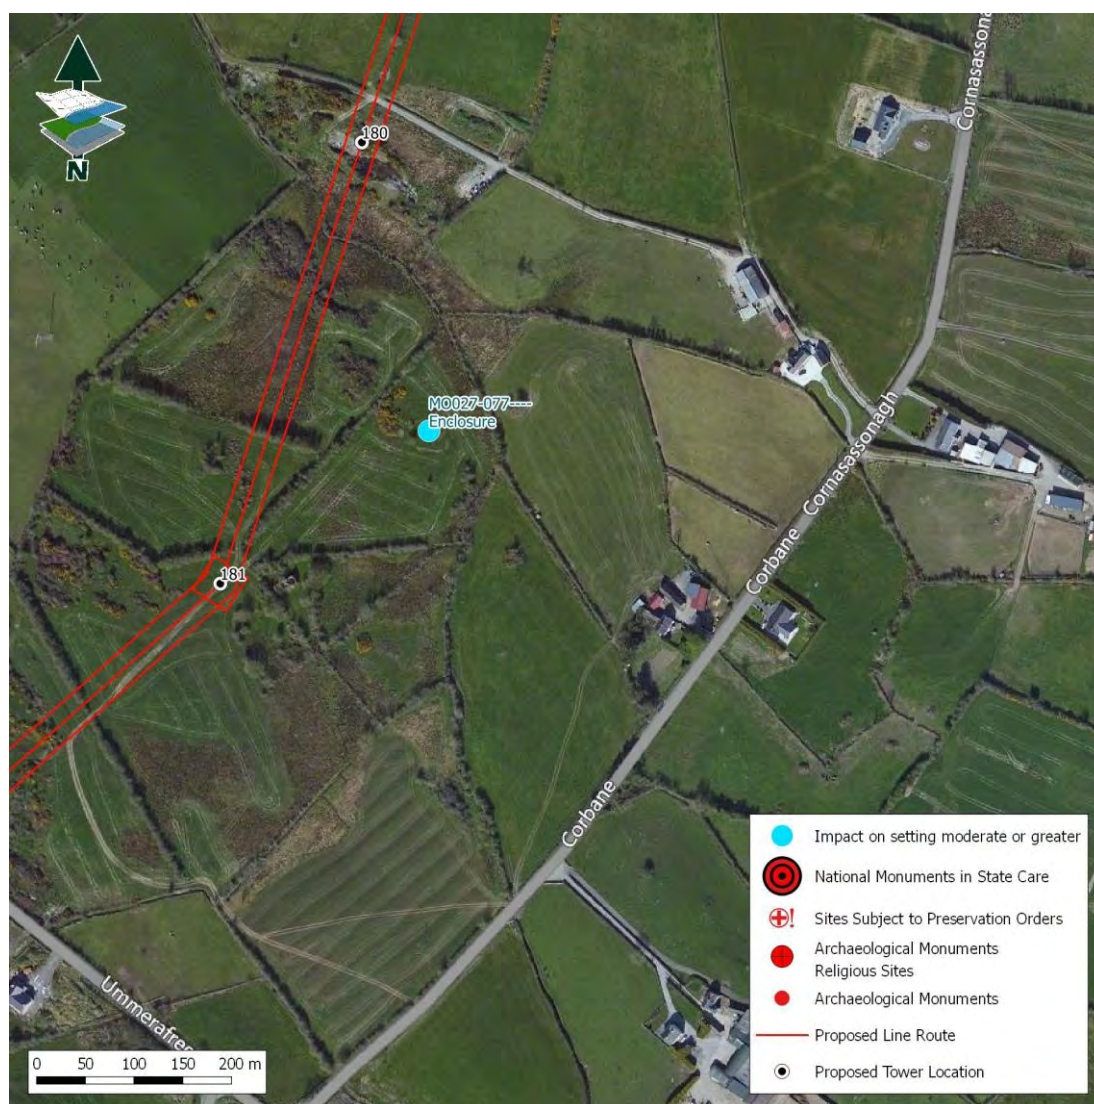 Cornasassona
180
N
MO027-077----
Enclosure
Cornasassonagh
Corbane
181
Corbane
Ummerafree
Impact on setting moderate or greater
National Monuments in State Care
Sites Subject to Preservation Orders
Archaeological Monuments
Religious Sites
Archaeological Monuments
Proposed Line Route
Proposed Tower Location
0 50 100 150 200 m